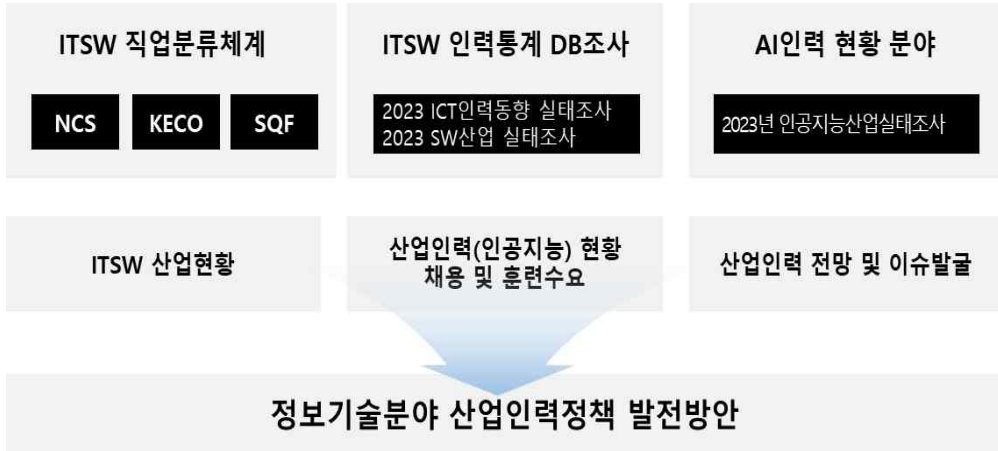 ITSW 직업분류체계
NCS KECO SQF
ITSW 인력통계 DB조사
2023 ICT인력동향 실태조사
2023 SW산업 실태조사
AI인력 현황 분야
2023년 인공지능산업실태조사
ITSW 산업현황
산업인력(인공지능) 현황
채용 및 훈련수요
산업인력 전망 및 이슈발굴
정보기술분야 산업인력정책 발전방안